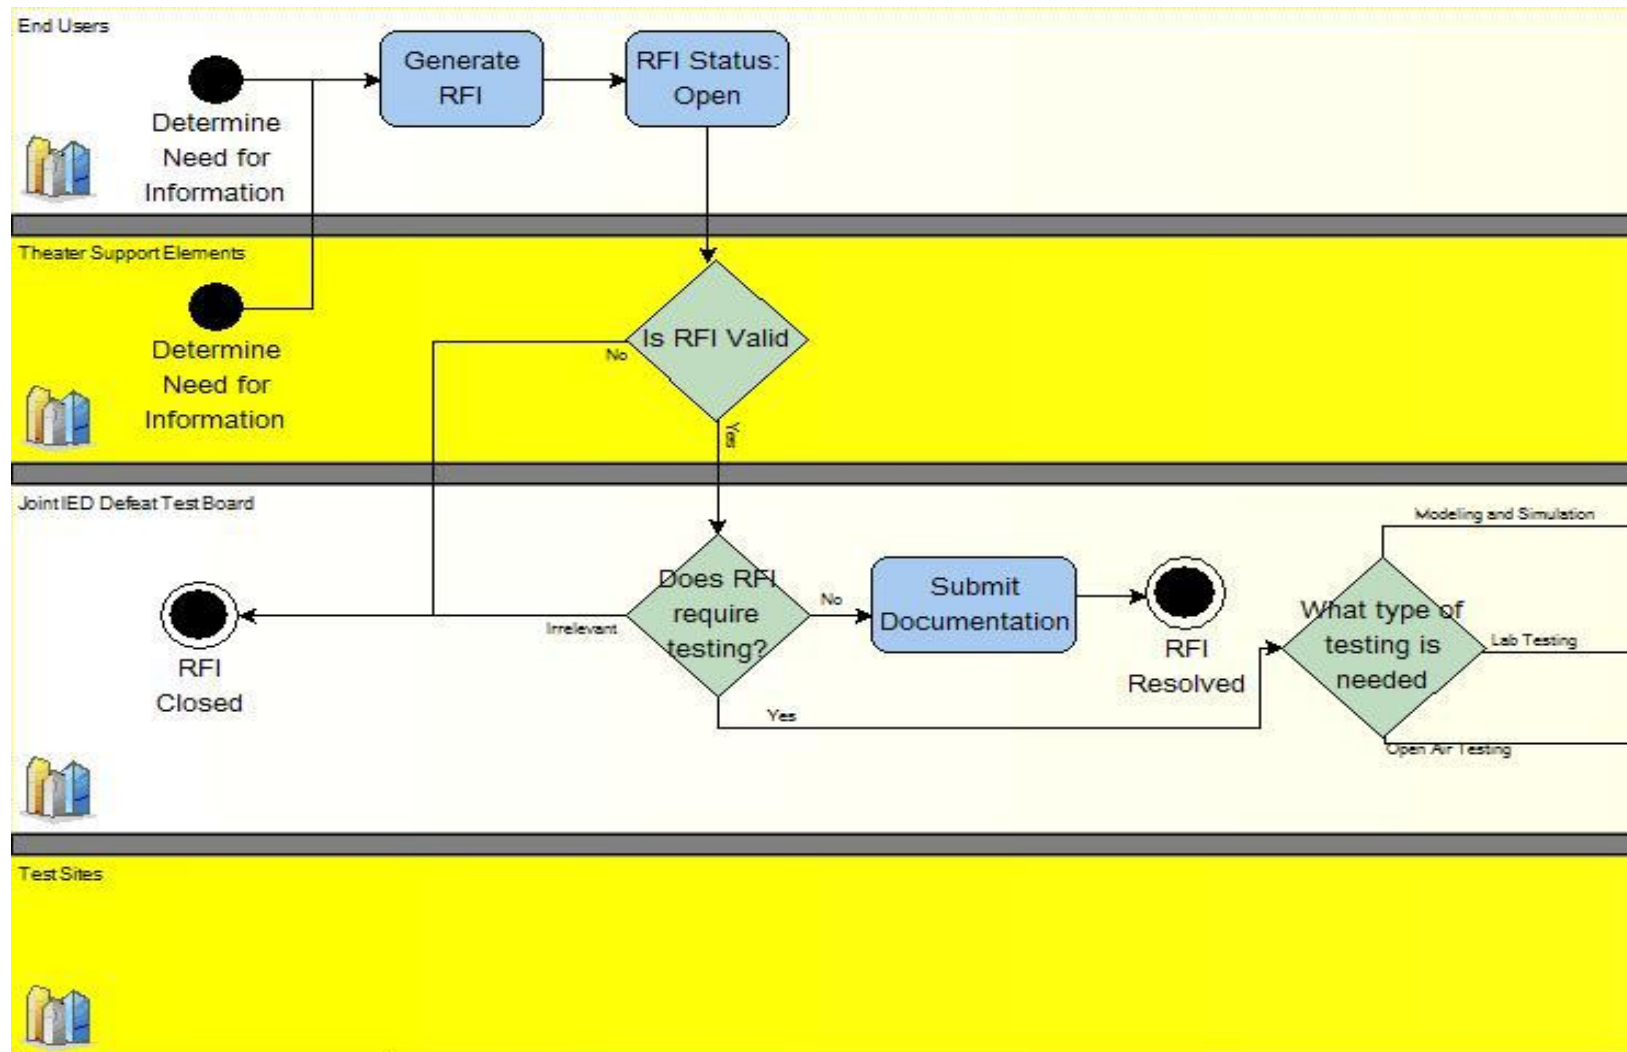 End Users
Generate
RFI
RFI Status:
Open
Determine
Need for
Information
Theater Support Elements
Determine
Need for
Information
Is RFI Valid
No
Yes
Joint IED Defeat Test Board
Modeling and Simulation
Does RFI
require
testing?
No
Irrelevant
Yes
Submit
Documentation
RFI
Closed
RFI
Resolved
What type of
testing is
needed
Lab Testing
Open Air Testing
Test Sites